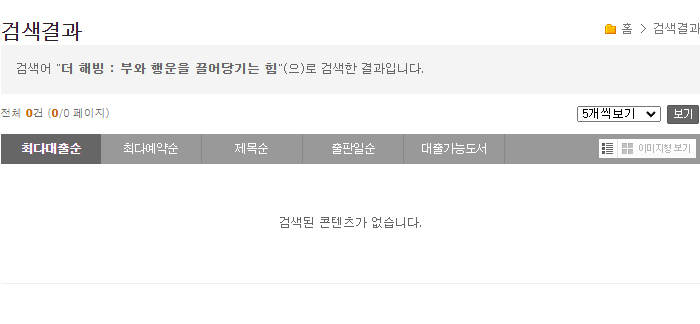 검색결과
홈 > 검색결과
검색어 "더 해빙 : 부와 행운을 끌어당기는 힘"(으)로 검색한 결과입니다.
전체 0건 (0/0 페이지)
5개씩보기 보기
최다대출순 최다예약순 제목순 출판일순 대출가능도서 이미지형 보기
검색된 콘텐츠가 없습니다.